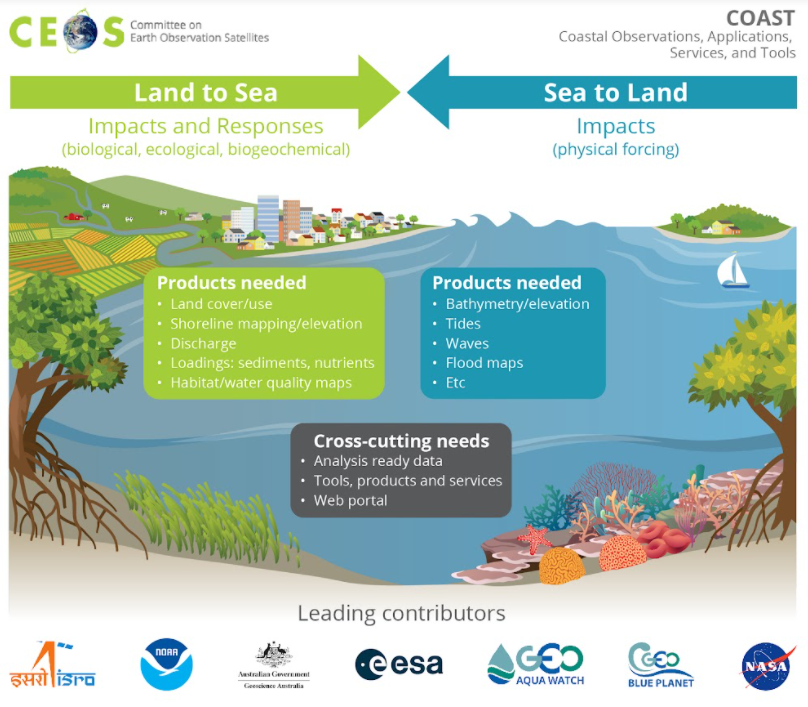 CEOS
Committee on
Earth Observation Satellites
COAST
Coastal Observations, Applications,
Services, and Tools
Land to Sea
Impacts and Responses
(biological, ecological, biogeochemical)
Sea to Land
Impacts
(physical forcing)
Products needed
• Land cover/use
• Shoreline mapping/elevation
• Discharge
• Loadings: sediments, nutrients
• Habitat/water quality maps
Products needed
• Bathymetry/elevation
• Tides
• Waves
• Flood maps
• Etc
Cross-cutting needs
• Analysis ready data
• Tools, products and services
• Web portal
Leading contributors
इसरो isro
NOAA
Australian Government
Geoscience Australia
esa
GEO
AQUA WATCH
GEO
BLUE PLANET
NASA